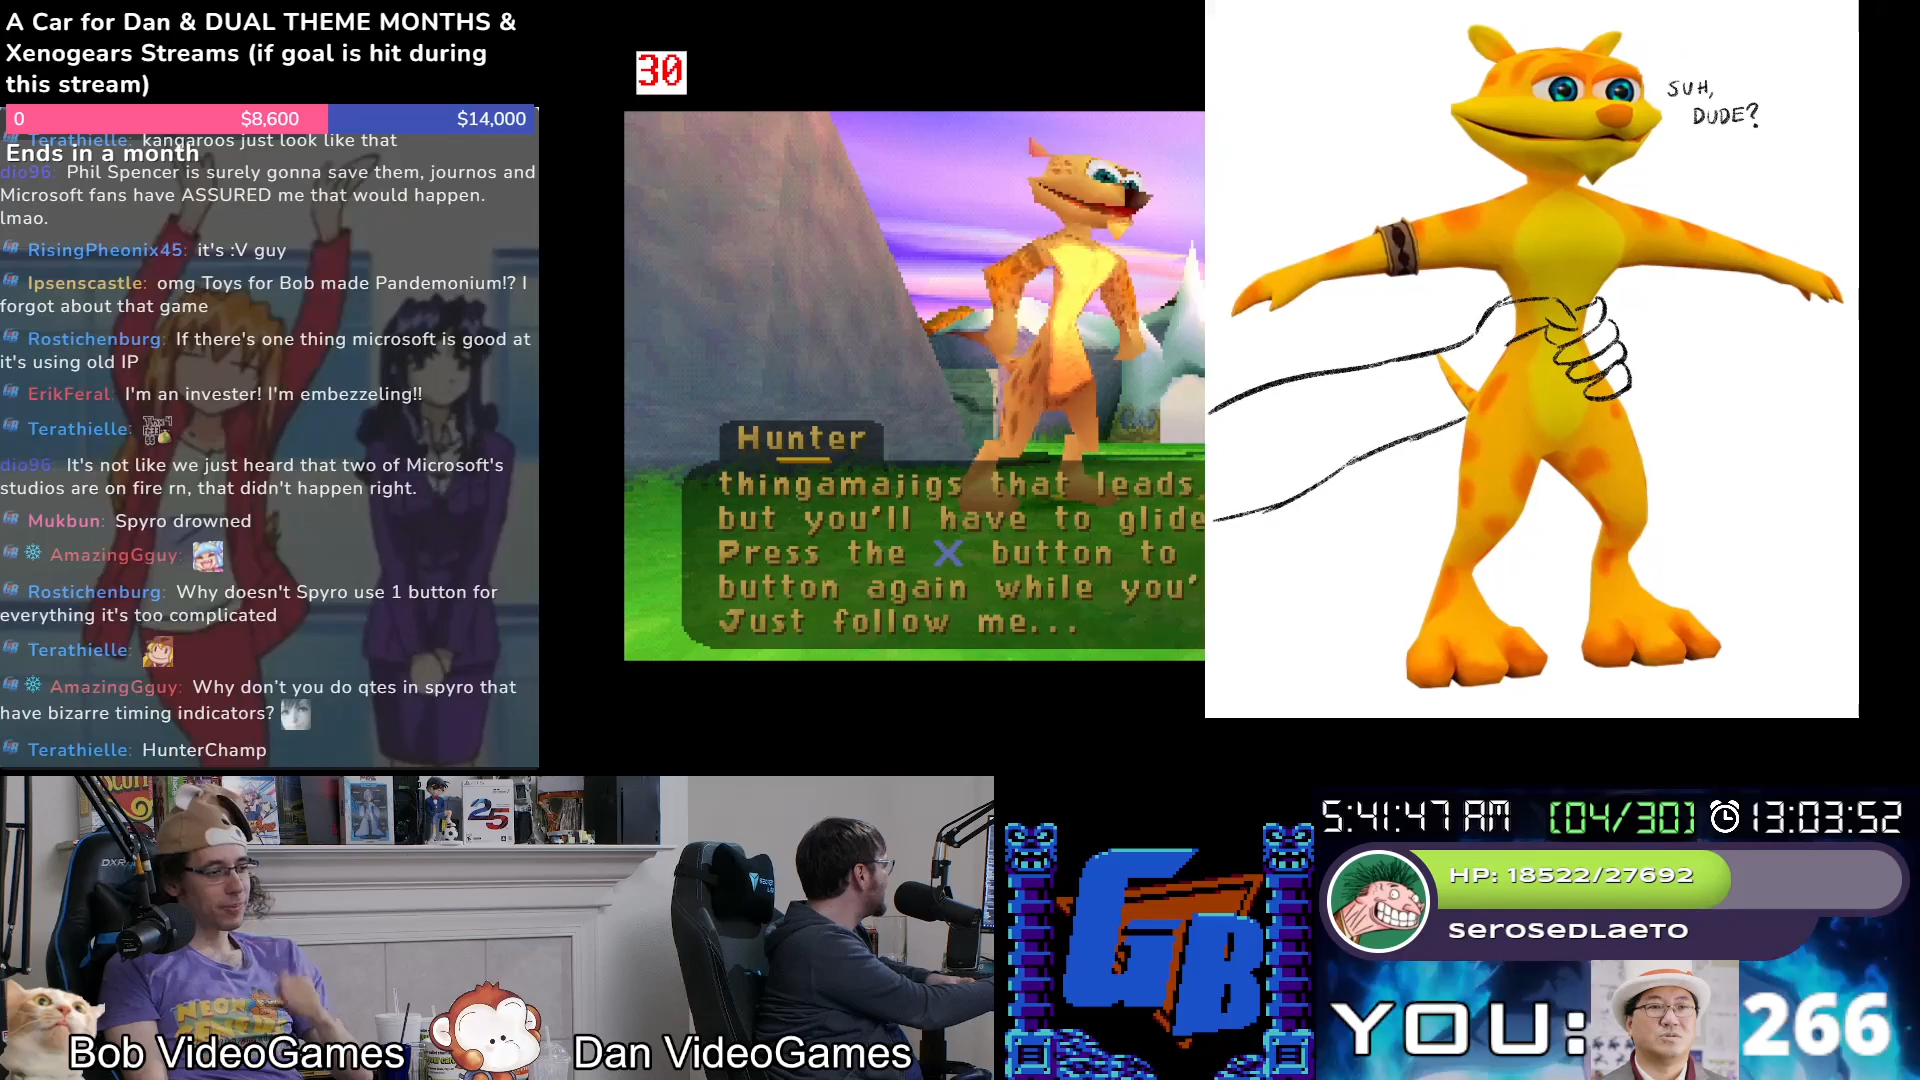 A Car for Dan & DUAL THEME MONTHS &
Xenogears Streams (if goal is hit during
this stream)
0 $8,600 $14,000
Ends in a month
Terathielle: kangaroos just look like that
dio96: Phil Spencer is surely gonna save them, journos and
Microsoft fans have ASSURED me that would happen.
lmao.
RisingPheonix45: it's :V guy
Ipsenscastle: omg Toys for Bob made Pandemonium!? I
forgot about that game
Rostichenburg: If there's one thing microsoft is good at
it's using old IP
ErikFeral: I'm an invester! I'm embezzeling!!
Terathielle:
dio96: It's not like we just heard that two of Microsoft's
studios are on fire rn, that didn't happen right.
Mukbun: Spyro drowned
AmazingGguy:
Rostichenburg: Why doesn't Spyro use 1 button for
everything it's too complicated
Terathielle:
AmazingGguy: Why don't you do qtes in spyro that
have bizarre timing indicators?
Terathielle: HunterChamp
30
Hunter
thingamajigs that leads,
but you'll have to glide
Press the X button to
button again while you'
Just follow me...
SUH,
DUDE?
DXR
25
Bob VideoGames
Dan VideoGames
GB
5:41:47 AM [04/30] 13:03:52
HP: 18522/27692
SeroSedLaeto
YOU: 266